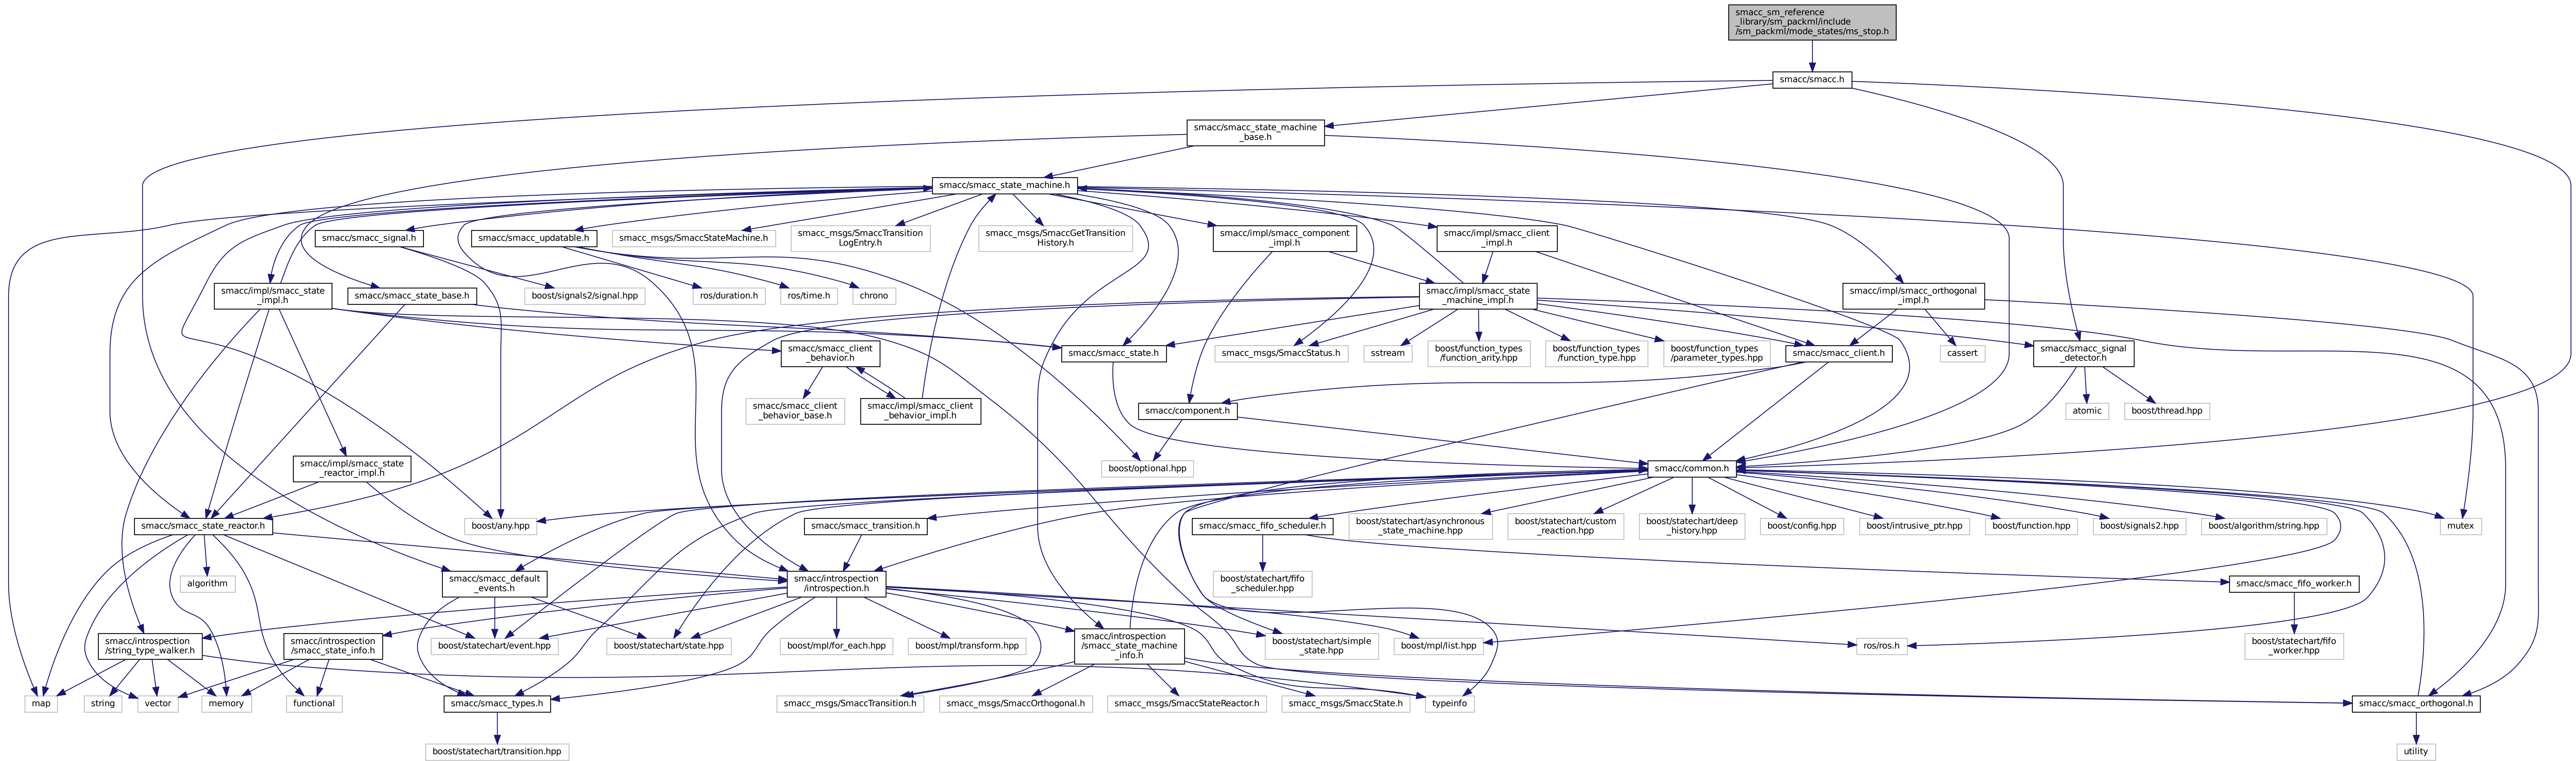 smacc_sm_reference
_library/sm_packml/include
/sm_packml/mode_states/ms_stop.h
smacc/smacc.h
smacc/smacc_state_machine
_base.h
smacc/smacc_state_machine.h
smacc/smacc_signal.h
smacc/smacc_updatable.h
smacc_msgs/SmaccStateMachine.h
smacc_msgs/SmaccTransition
LogEntry.h
smacc_msgs/SmaccGetTransition
History.h
smacc/impl/smacc_component
_impl.h
smacc/impl/smacc_client
_impl.h
smacc/impl/smacc_state
_impl.h
smacc/smacc_state_base.h
boost/signals2/signal.hpp
ros/duration.h
ros/time.h
chrono
smacc/impl/smacc_state
_machine_impl.h
smacc/impl/smacc_orthogonal
_impl.h
smacc/smacc_client
_behavior.h
smacc/smacc_state.h
smacc_msgs/SmaccStatus.h
sstream
boost/function_types
/function_arity.hpp
boost/function_types
/function_type.hpp
boost/function_types
/parameter_types.hpp
smacc/smacc_client.h
cassert
smacc/smacc_signal
_detector.h
smacc/smacc_client
_behavior_base.h
smacc/impl/smacc_client
_behavior_impl.h
smacc/component.h
atomic
boost/thread.hpp
smacc/impl/smacc_state
_reactor_impl.h
boost/optional.hpp
smacc/common.h
smacc/smacc_state_reactor.h
boost/any.hpp
smacc/smacc_transition.h
smacc/smacc_fifo_scheduler.h
boost/statechart/asynchronous
_state_machine.hpp
boost/statechart/custom
_reaction.hpp
boost/statechart/deep
_history.hpp
boost/config.hpp
boost/intrusive_ptr.hpp
boost/function.hpp
boost/signals2.hpp
boost/algorithm/string.hpp
mutex
algorithm
smacc/smacc_default
_events.h
smacc/introspection
/introspection.h
boost/statechart/fifo
_scheduler.hpp
smacc/smacc_fifo_worker.h
smacc/introspection
/string_type_walker.h
smacc/introspection
/smacc_state_info.h
boost/statechart/event.hpp
boost/statechart/state.hpp
boost/mpl/for_each.hpp
boost/mpl/transform.hpp
smacc/introspection
/smacc_state_machine
_info.h
boost/statechart/simple
_state.hpp
boost/mpl/list.hpp
ros/ros.h
boost/statechart/fifo
_worker.hpp
map
string
vector
memory
functional
smacc/smacc_types.h
smacc_msgs/SmaccTransition.h
smacc_msgs/SmaccOrthogonal.h
smacc_msgs/SmaccStateReactor.h
smacc_msgs/SmaccState.h
typeinfo
smacc/smacc_orthogonal.h
boost/statechart/transition.hpp
utility